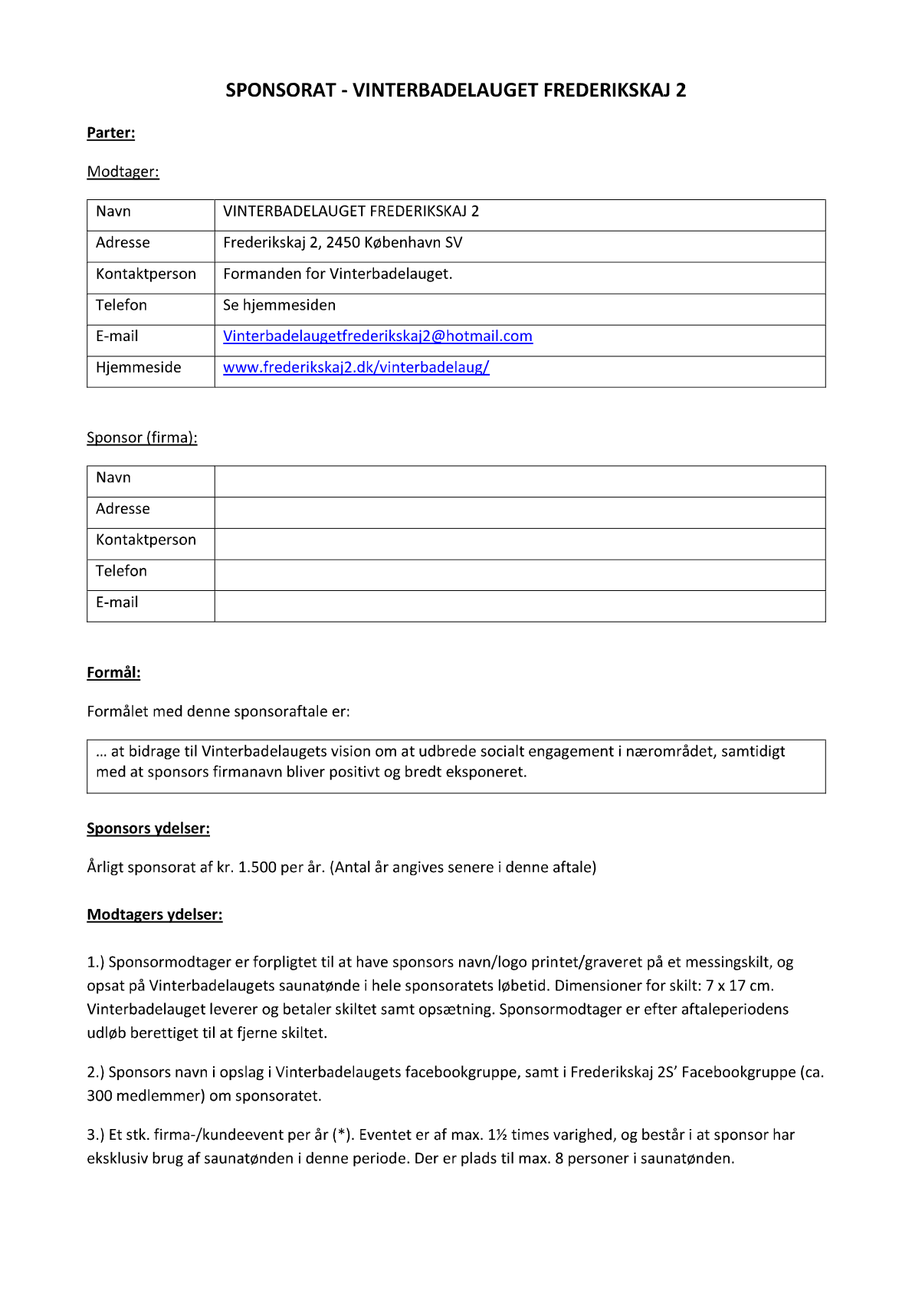 SPONSORAT - VINTERBADELAUGET FREDERIKSKAJ 2
Parter:
Modtager:
Navn VINTERBADELAUGET FREDERIKSKAJ 2
Adresse Frederikskaj 2, 2450 København SV
Kontaktperson Formanden for Vinterbadelauget.
Telefon Se hjemmesiden
E-mail Vinterbadelaugetfrederikskaj2@hotmail.com
Hjemmeside www.frederikskaj2.dk/vinterbadelaug/
Sponsor (firma):
Navn
Adresse
Kontaktperson
Telefon
E-mail
Formål:
Formålet med denne sponsoraftale er:
… at bidrage til Vinterbadelaugets vision om at udbrede socialt engagement i nærområdet, samtidigt
med at sponsors firmanavn bliver positivt og bredt eksponeret.
Sponsors ydelser:
Årligt sponsorat af kr. 1.500 per år. (Antal år angives senere i denne aftale)
Modtagers ydelser:
1.) Sponsormodtager er forpligtet til at have sponsors navn/logo printet/graveret på et messingskilt, og
opsat på Vinterbadelaugets saunatønde i hele sponsoratets løbetid. Dimensioner for skilt: 7 x 17 cm.
Vinterbadelauget leverer og betaler skiltet samt opsætning. Sponsormodtager er efter aftaleperiodens
udløb berettiget til at fjerne skiltet.
2.) Sponsors navn i opslag i Vinterbadelaugets facebookgruppe, samt i Frederikskaj 2S’ Facebookgruppe (ca.
300 medlemmer) om sponsoratet.
3.) Et stk. firma-/kundeevent per år (*). Eventet er af max. 1½ times varighed, og består i at sponsor har
eksklusiv brug af saunatønden i denne periode. Der er plads til max. 8 personer i saunatønden.